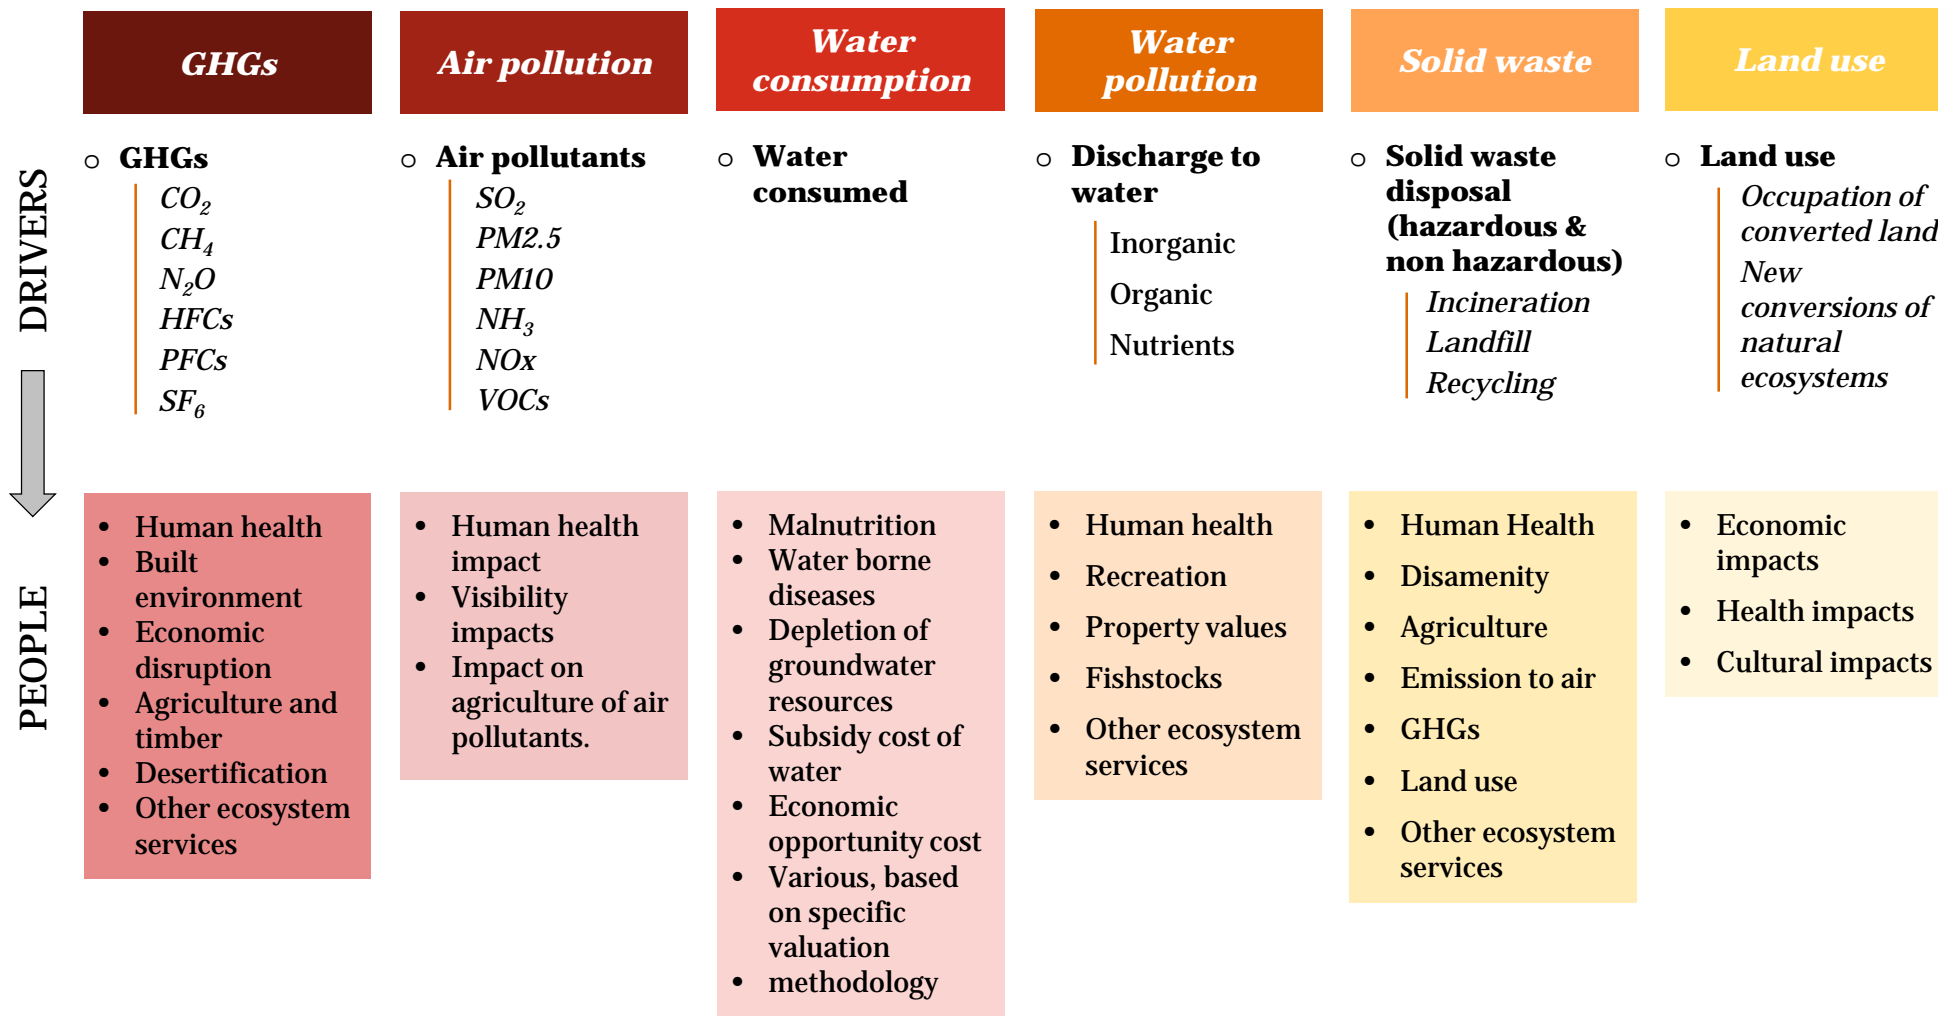 GHGs
Air pollution
Water
consumption
Water
pollution
Solid waste
Land use
DRIVERS
○ GHGs
CO₂
CH₄
N₂O
HFCs
PFCs
SF₆
○ Air pollutants
SO₂
PM2.5
PM10
NH₃
NOx
VOCs
○ Water
consumed
○ Discharge to
water
Inorganic
Organic
Nutrients
○ Solid waste
disposal
(hazardous &
non hazardous)
Incineration
Landfill
Recycling
○ Land use
Occupation of
converted land
New
conversions of
natural
ecosystems
PEOPLE
• Human health
• Built
environment
• Economic
disruption
• Agriculture and
timber
• Desertification
• Other ecosystem
services
• Human health
impact
• Visibility
impacts
• Impact on
agriculture of air
pollutants.
• Malnutrition
• Water borne
diseases
• Depletion of
groundwater
resources
• Subsidy cost of
water
• Economic
opportunity cost
• Various, based
on specific
valuation
• methodology
• Human health
• Recreation
• Property values
• Fishstocks
• Other ecosystem
services
• Human Health
• Disamenity
• Agriculture
• Emission to air
• GHGs
• Land use
• Other ecosystem
services
• Economic
impacts
• Health impacts
• Cultural impacts